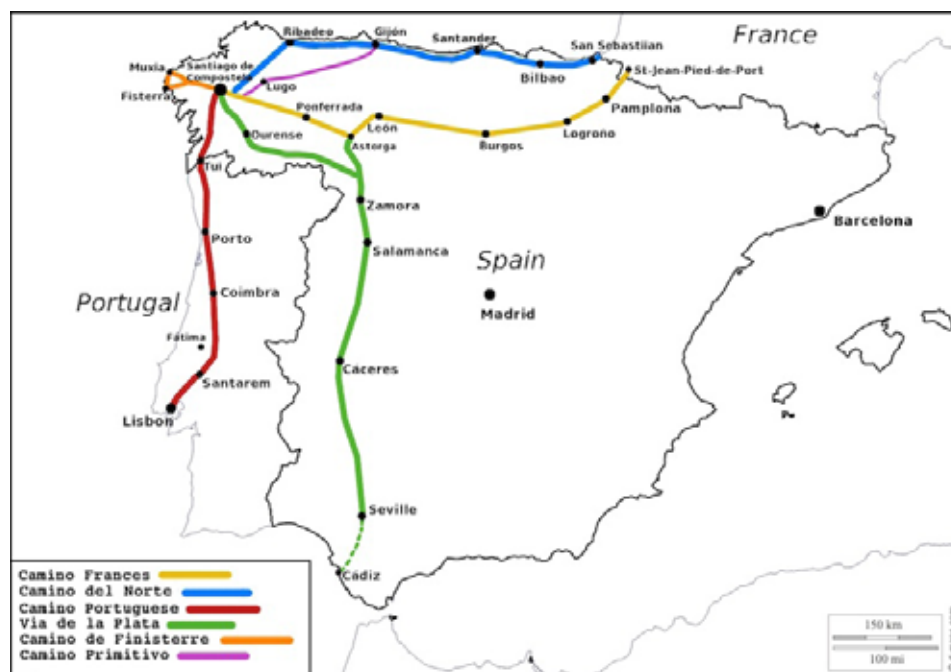 France
Ribadeo
Gijón
Santander
San Sebastiian
Muxia
Santiago de
Compostela
Bilbao
St-Jean-Pied-de-Port
Fisterra
Lugo
Pamplona
Ponferrada
León
Logrono
Ourense
Astorga
Burgos
Tui
Zamora
Barcelona
Porto
Salamanca
Spain
Portugal
Coimbra
Madrid
Fátima
Cáceres
Santarem
Lisbon
Seville
Cádiz
Camino Frances
Camino del Norte
Camino Portuguese
Via de la Plata
Camino de Finisterre
Camino Primitivo
150 km
100 mi